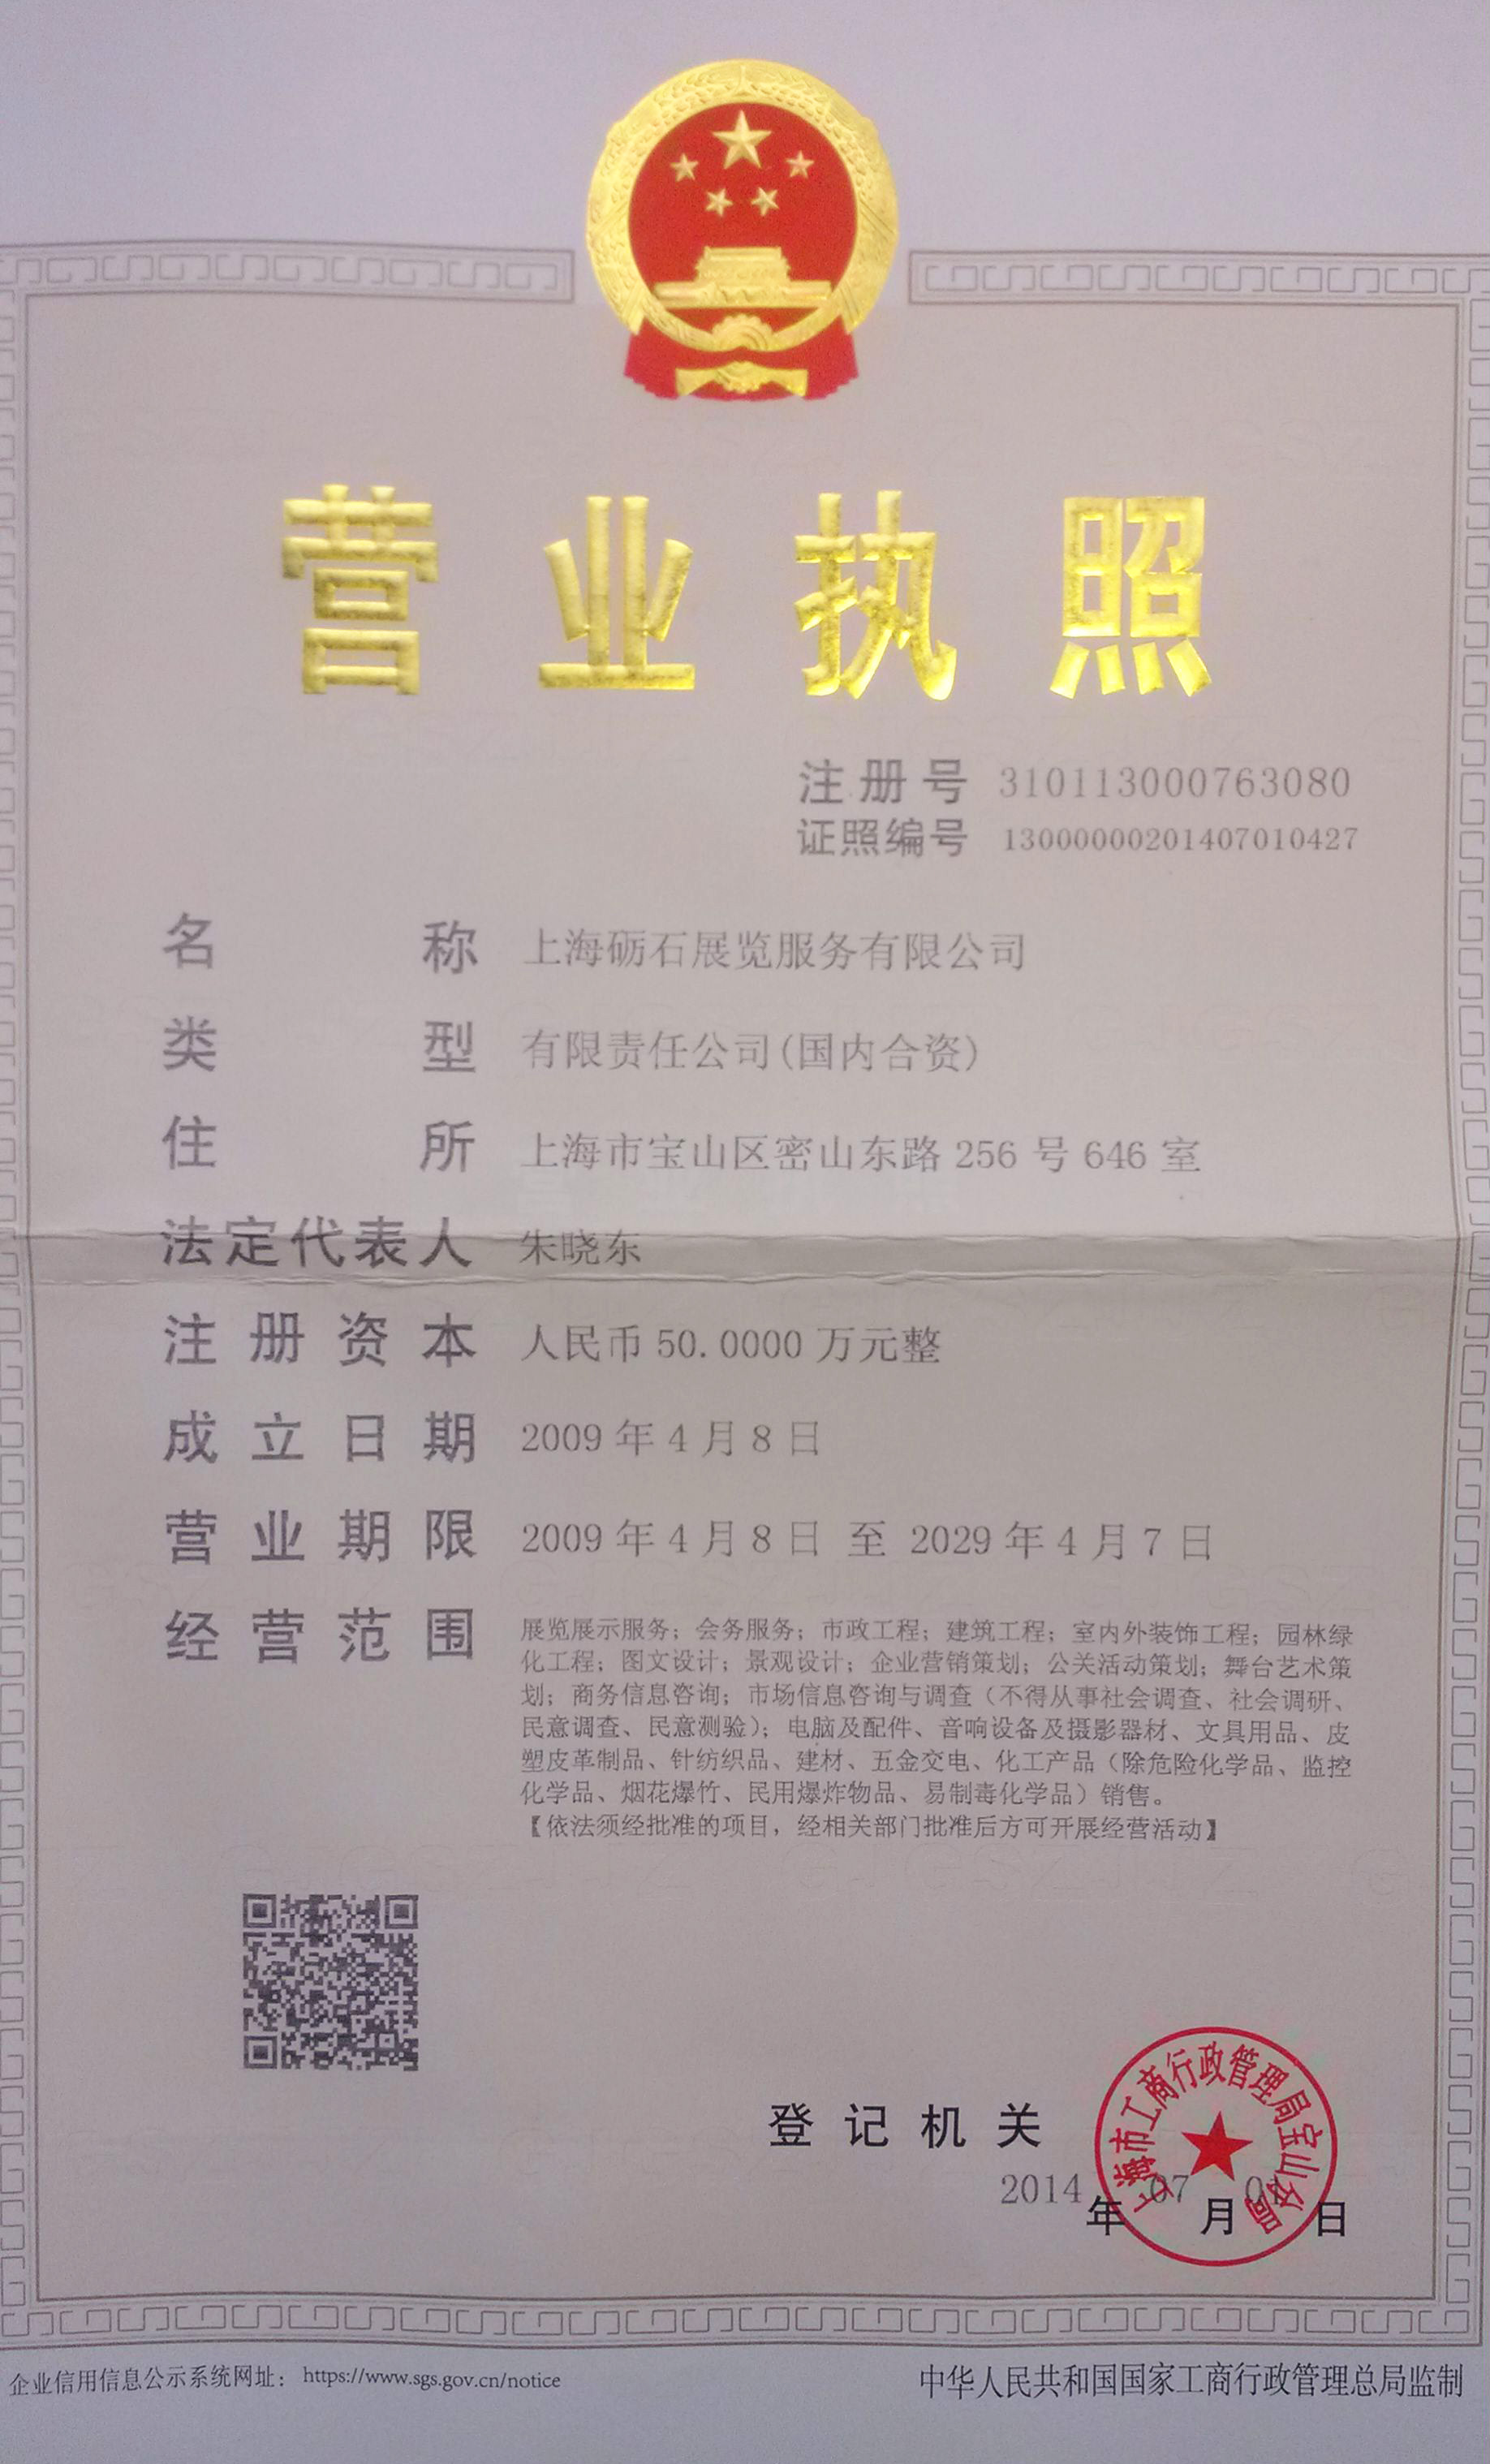 营业执照
注册号 310113000763080
证照编号 13000000201407010427
名称 上海砺石展览服务有限公司
类型 有限责任公司(国内合资)
住所 上海市宝山区密山东路 256 号 646 室
法定代表人 朱晓东
注册资本 人民币 50.0000 万元整
成立日期 2009 年 4 月 8 日
营业期限 2009 年 4 月 8 日 至 2029 年 4 月 7 日
经营范围 展览展示服务；会务服务；市政工程；建筑工程；室内外装饰工程；园林绿
化工程；图文设计；景观设计；企业营销策划；公关活动策划；舞台艺术策
划；商务信息咨询；市场信息咨询与调查（不得从事社会调查、社会调研、
民意调查、民意测验）；电脑及配件、音响设备及摄影器材、文具用品、皮
塑皮革制品、针纺织品、建材、五金交电、化工产品（除危险化学品、监控
化学品、烟花爆竹、民用爆炸物品、易制毒化学品）销售。
【依法须经批准的项目，经相关部门批准后方可开展经营活动】
登记机关
上海市工商行政管理局宝山分局
2014 年 07 月 01 日
企业信用信息公示系统网址： https://www.sgs.gov.cn/notice
中华人民共和国国家工商行政管理总局监制